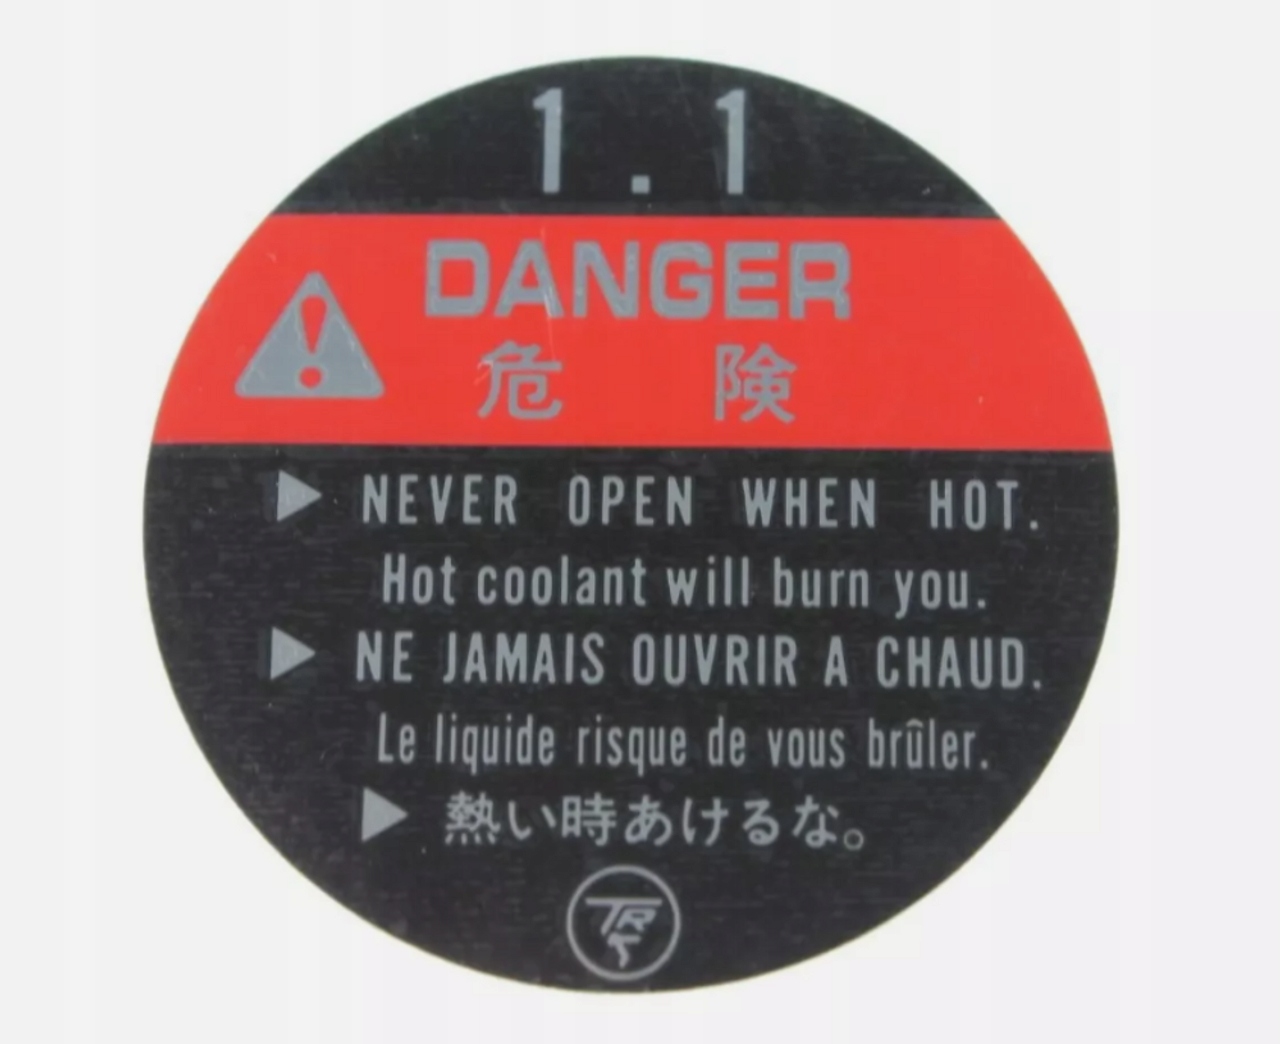 1.1
DANGER
危険
NEVER OPEN WHEN HOT.
Hot coolant will burn you.
NE JAMAIS OUVRIR A CHAUD.
Le liquide risque de vous brûler.
熱い時あけるな。